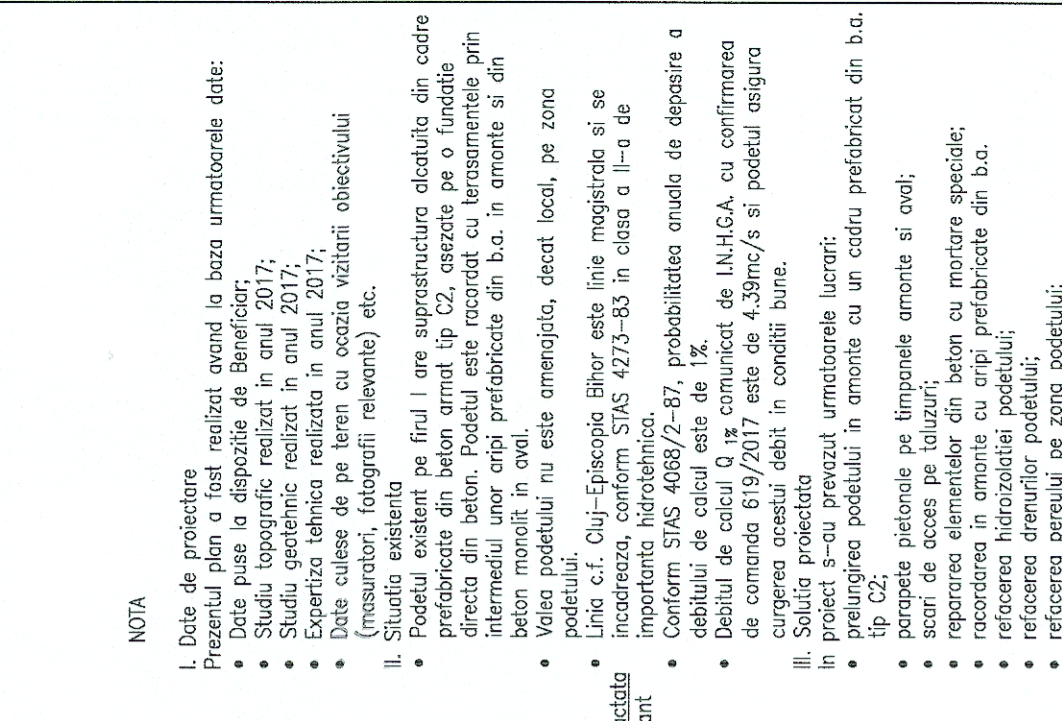 NOTA
I. Date de proiectare
Prezentul plan a fost realizat avand la baza urmatoarele date:
• Date puse la dispozitie de Beneficiar;
• Studiu topografic realizat in anul 2017;
• Studiu geotehnic realizat in anul 2017;
• Expertiza tehnica realizata in anul 2017;
• Date culese de pe teren cu ocazia vizitarii obiectivului
(masuratori, fotografii relevante) etc.
II. Situatia existenta
• Podetul existent pe firul I are suprastructura alcatuita din cadre
prefabricate din beton armat tip C2, asezate pe o fundatie
directa din beton. Podetul este racordat cu terasamentele prin
intermediul unor aripi prefabricate din b.a. in amonte si din
beton monolit in aval.
• Valea podetului nu este amenajata, decat local, pe zona
podetului.
• Linia c.f. Cluj-Episcopia Bihor este linie magistrala si se
incadreaza, conform STAS 4273-83 in clasa a II-a de
importanta hidrotehnica.
• Conform STAS 4068/2-87, probabilitatea anuala de depasire a
debitului de calcul este de 1%.
• Debitul de calcul Q 1% comunicat de I.N.H.G.A. cu confirmarea
de comanda 619/2017 este de 4.39mc/s si podetul asigura
curgerea acestui debit in conditii bune.
III. Solutia proiectata
In proiect s-au prevazut urmatoarele lucrari:
• prelungirea podetului in amonte cu un cadru prefabricat din b.a.
tip C2;
• parapete pietonale pe timpanele amonte si aval;
• scari de acces pe taluzuri;
• repararea elementelor din beton cu mortare speciale;
• racordarea in amonte cu aripi prefabricate din b.a.
• refacerea hidroizolatiei podetului;
• refacerea drenurilor podetului;
• refacerea pereului pe zona podetului;
ctata
ant